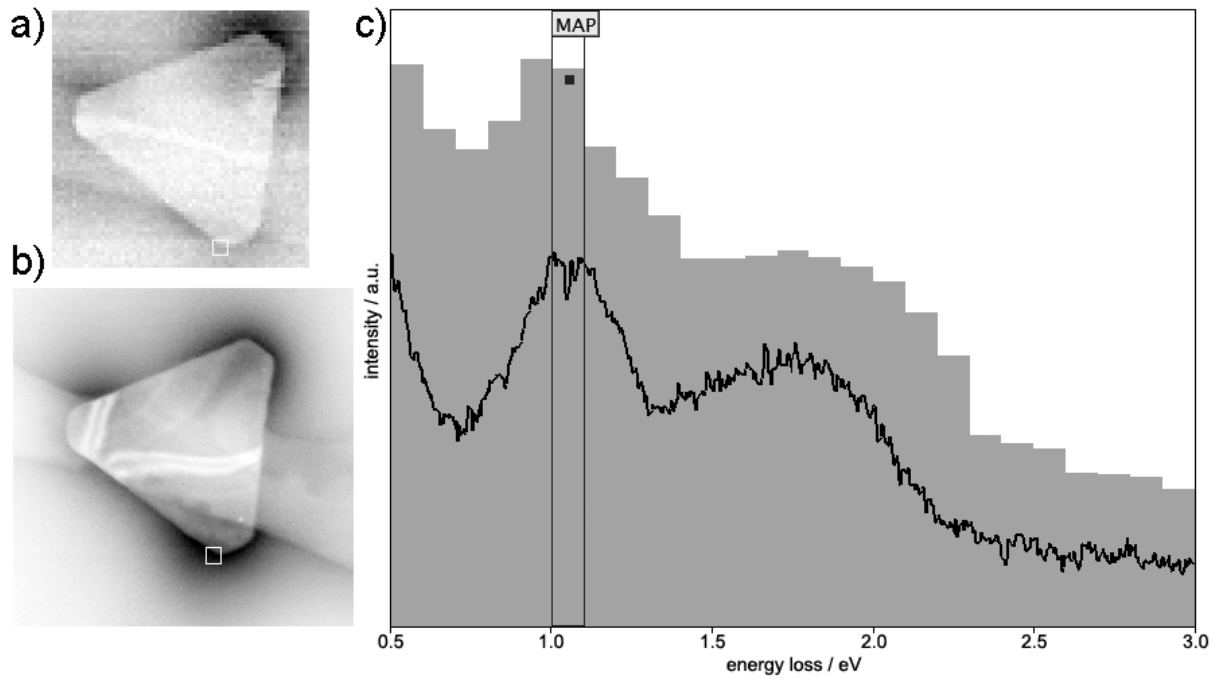 a)
b)
c)
MAP
intensity / a.u.
0.5
1.0
1.5
2.0
2.5
3.0
energy loss / eV